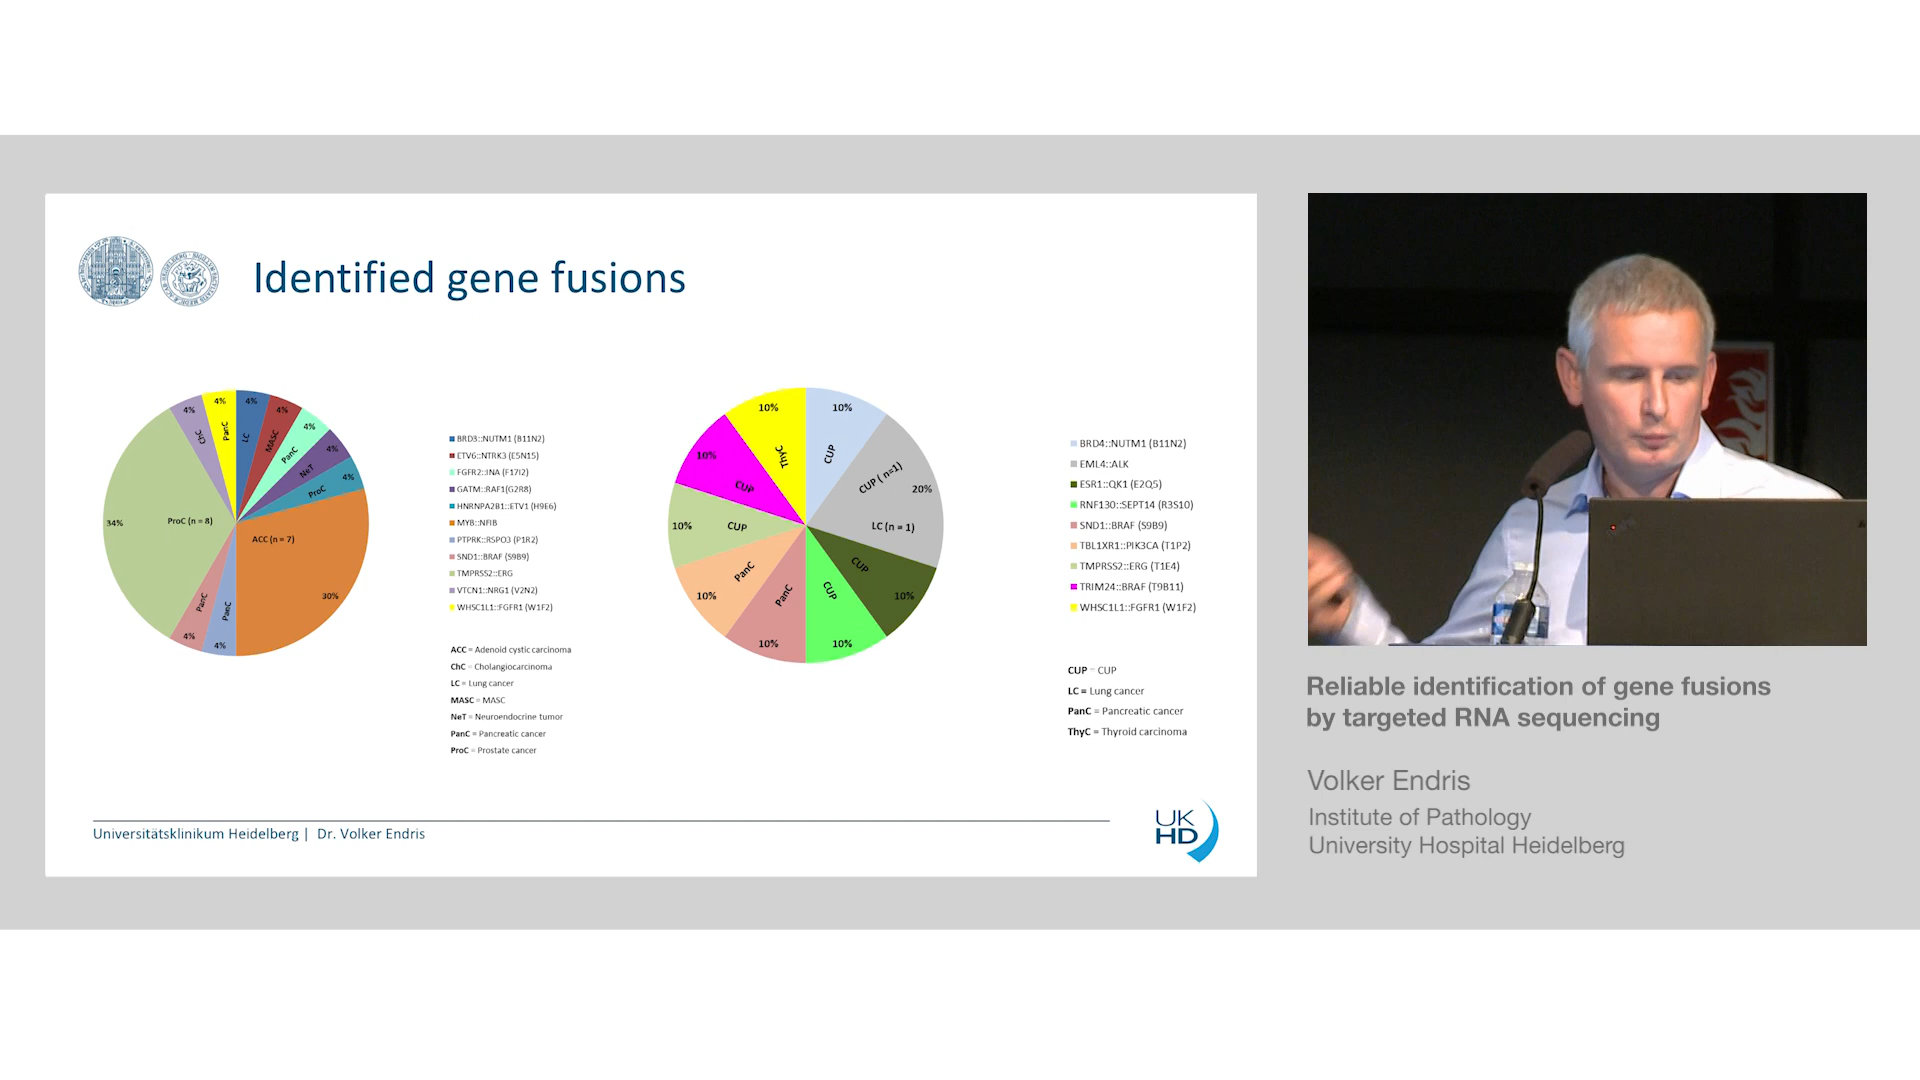 Identified gene fusions
4%
4%
4%
4%
4%
4%
4%
34%
30%
4%
4%
ChC
PanC
LC
MASC
PanC
NeT
ProC
ProC (n = 8)
ACC (n = 7)
PanC
PanC
BRD3::NUTM1 (B11N2)
ETV6::NTRK3 (E5N15)
FGFR2::INA (F17I2)
GATM::RAF1(G2R8)
HNRNPA2B1::ETV1 (H9E6)
MYB::NFIB
PTPRK::RSPO3 (P1R2)
SND1::BRAF (S9B9)
TMPRSS2::ERG
VTCN1::NRG1 (V2N2)
WHSC1L1::FGFR1 (W1F2)
ACC = Adenoid cystic carcinoma
ChC = Cholangiocarcinoma
LC = Lung cancer
MASC = MASC
NeT = Neuroendocrine tumor
PanC = Pancreatic cancer
ProC = Prostate cancer
10%
10%
10%
20%
10%
10%
10%
10%
10%
ThyC
CUP
CUP ( n=1)
CUP
CUP
LC (n = 1)
PanC
CUP
PanC
CUP
BRD4::NUTM1 (B11N2)
EML4::ALK
ESR1::QK1 (E2Q5)
RNF130::SEPT14 (R3S10)
SND1::BRAF (S9B9)
TBL1XR1::PIK3CA (T1P2)
TMPRSS2::ERG (T1E4)
TRIM24::BRAF (T9B11)
WHSC1L1::FGFR1 (W1F2)
CUP = CUP
LC = Lung cancer
PanC = Pancreatic cancer
ThyC = Thyroid carcinoma
Universitätsklinikum Heidelberg | Dr. Volker Endris
UK
HD
Reliable identification of gene fusions
by targeted RNA sequencing
Volker Endris
Institute of Pathology
University Hospital Heidelberg